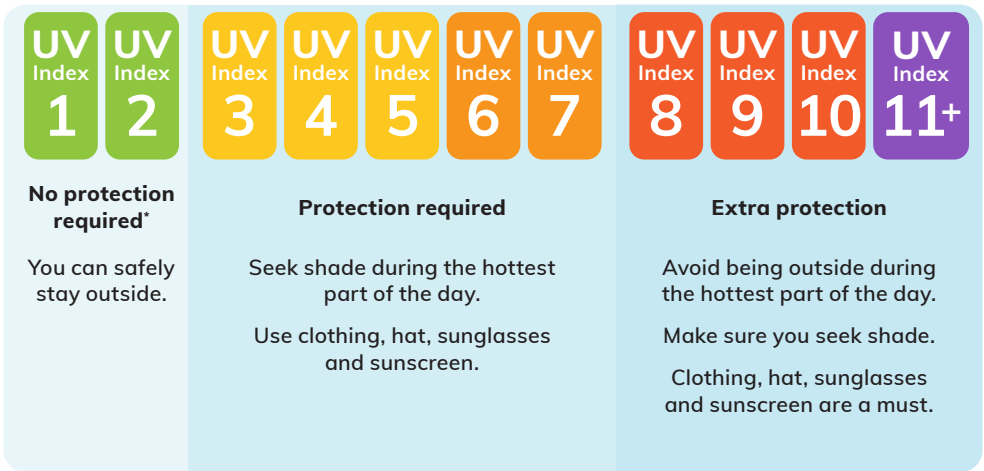 UV
Index
1
UV
Index
2
UV
Index
3
UV
Index
4
UV
Index
5
UV
Index
6
UV
Index
7
UV
Index
8
UV
Index
9
UV
Index
10
UV
Index
11+
No protection
required*
You can safely
stay outside.
Protection required
Seek shade during the hottest
part of the day.
Use clothing, hat, sunglasses
and sunscreen.
Extra protection
Avoid being outside during
the hottest part of the day.
Make sure you seek shade.
Clothing, hat, sunglasses
and sunscreen are a must.